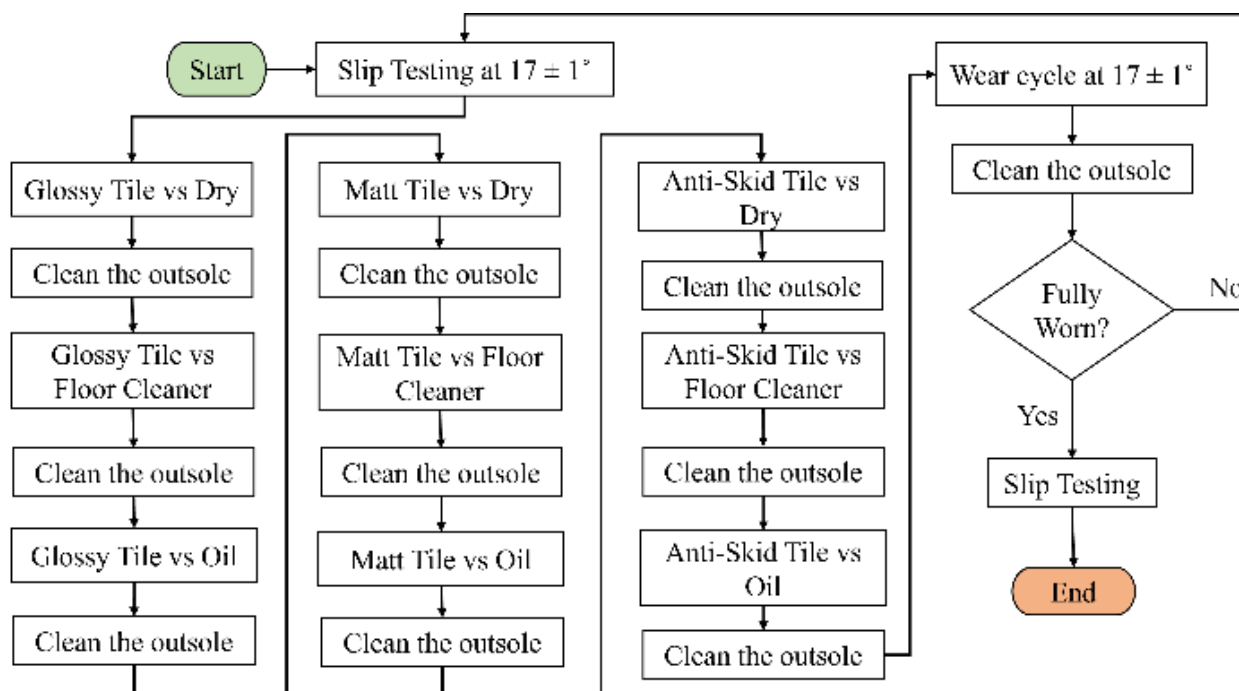 Start
Slip Testing at 17 ± 1°
Glossy Tile vs Dry
Clean the outsole
Glossy Tile vs
Floor Cleaner
Clean the outsole
Glossy Tile vs Oil
Clean the outsole
Matt Tile vs Dry
Clean the outsole
Matt Tile vs Floor
Cleaner
Clean the outsole
Matt Tile vs Oil
Clean the outsole
Anti-Skid Tile vs
Dry
Clean the outsole
Anti-Skid Tile vs
Floor Cleaner
Clean the outsole
Anti-Skid Tile vs
Oil
Clean the outsole
Wear cycle at 17 ± 1°
Clean the outsole
Fully
Worn?
No
Yes
Slip Testing
End